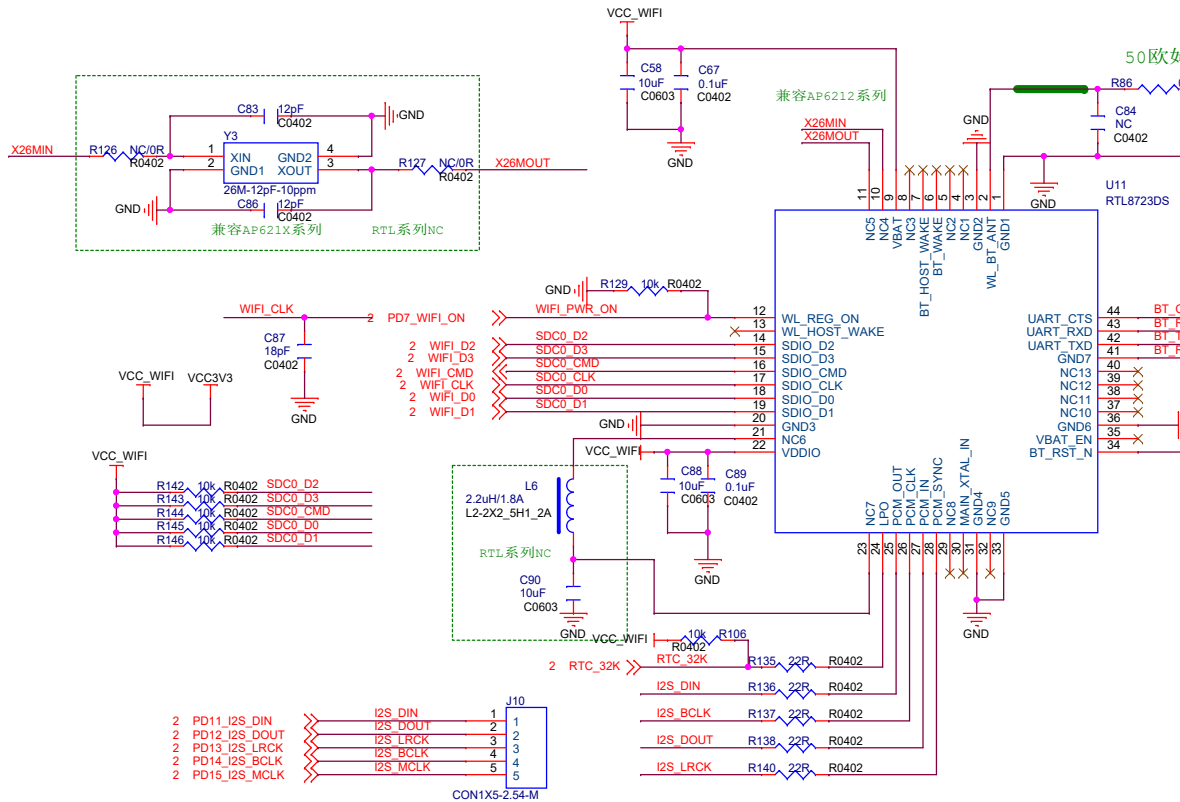 VCC_WIFI
C58
10uF
C0603
C67
0.1uF
C0402
GND
50欧
R86
C84
NC
C0402
GND
兼容AP6212系列
X26MIN
X26MOUT
GND
C83
12pF
C0402
GND
Y3
1 XIN GND2 4
2 GND1 XOUT 3
26M-12pF-10ppm
X26MIN
R126
NC/0R
R0402
R127
NC/0R
R0402
X26MOUT
GND
C86
12pF
C0402
兼容AP621X系列
RTL系列NC
U11
RTL8723DS
11 NC5
10 NC4
9 VBAT
8 NC3
7 BT_HOST_WAKE
6 BT_WAKE
5 NC2
4 NC1
3 GND2
2 WL_BT_ANT
1 GND1
GND
R129
10k
R0402
WIFI_CLK
C87
18pF
C0402
GND
2 PD7_WIFI_ON
WIFI_PWR_ON
2 WIFI_D2
SDC0_D2
2 WIFI_D3
SDC0_D3
2 WIFI_CMD
SDC0_CMD
2 WIFI_CLK
SDC0_CLK
2 WIFI_D0
SDC0_D0
2 WIFI_D1
SDC0_D1
12 WL_REG_ON
13 WL_HOST_WAKE
14 SDIO_D2
15 SDIO_D3
16 SDIO_CMD
17 SDIO_CLK
18 SDIO_D0
19 SDIO_D1
20 GND3
21 NC6
22 VDDIO
UART_CTS 44
UART_RXD 43
UART_TXD 42
GND7 41
NC13 40
NC12 39
NC11 38
NC10 37
GND6 36
VBAT_EN 35
BT_RST_N 34
BT_
BT_
BT_
BT_
VCC_WIFI
VCC3V3
GND
VCC_WIFI
C88
10uF
C0603
C89
0.1uF
C0402
GND
VCC_WIFI
R142 10k R0402 SDC0_D2
R143 10k R0402 SDC0_D3
R144 10k R0402 SDC0_CMD
R145 10k R0402 SDC0_D0
R146 10k R0402 SDC0_D1
L6
2.2uH/1.8A
L2-2X2_5H1_2A
RTL系列NC
C90
10uF
C0603
GND
23 NC7
24 LPO
25 PCM_OUT
26 PCM_CLK
27 PCM_IN
28 PCM_SYNC
29 NC8
30 MAIN_XTAL_IN
31 GND4
32 NC9
33 GND5
GND
VCC_WIFI
10k
R106
R0402
2 RTC_32K
RTC_32K
R135 22R R0402
I2S_DIN
R136 22R R0402
I2S_BCLK
R137 22R R0402
I2S_DOUT
R138 22R R0402
I2S_LRCK
R140 22R R0402
J10
2 PD11_I2S_DIN I2S_DIN 1 1
2 PD12_I2S_DOUT I2S_DOUT 2 2
2 PD13_I2S_LRCK I2S_LRCK 3 3
2 PD14_I2S_BCLK I2S_BCLK 4 4
2 PD15_I2S_MCLK I2S_MCLK 5 5
CON1X5-2.54-M